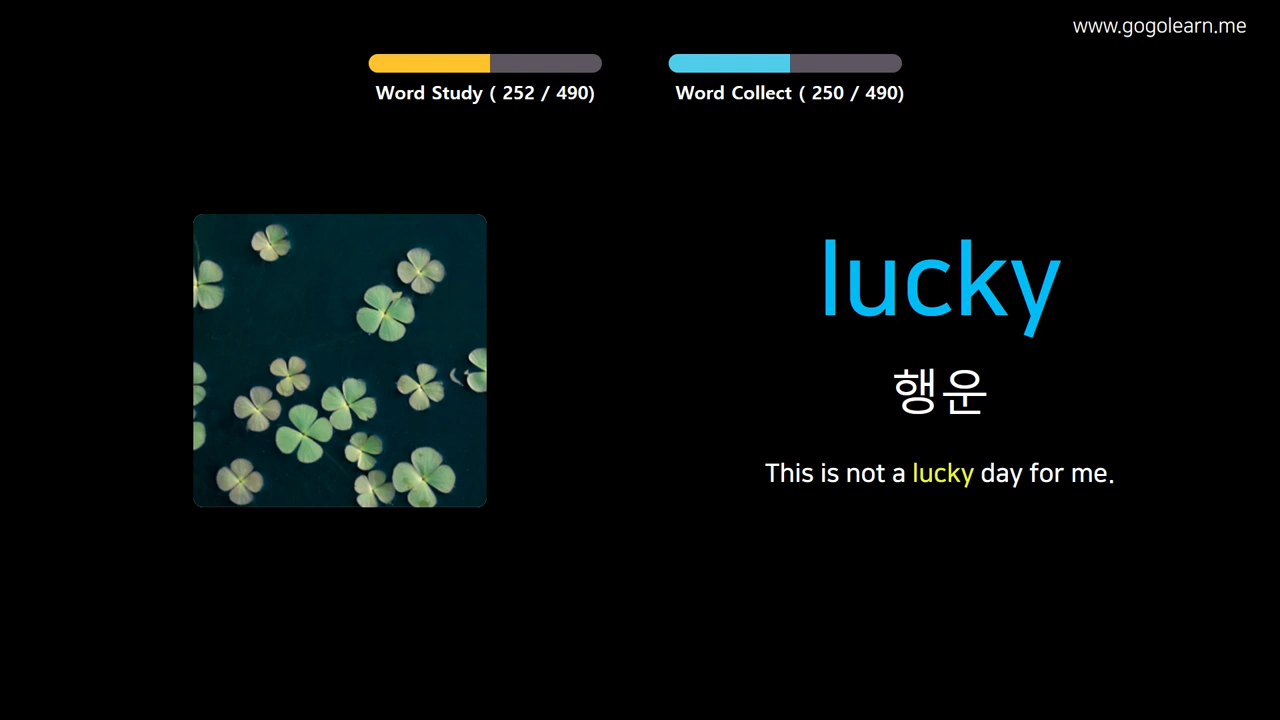 www.gogolearn.me
Word Study ( 252 / 490)
Word Collect ( 250 / 490)
lucky
행운
This is not a lucky day for me.